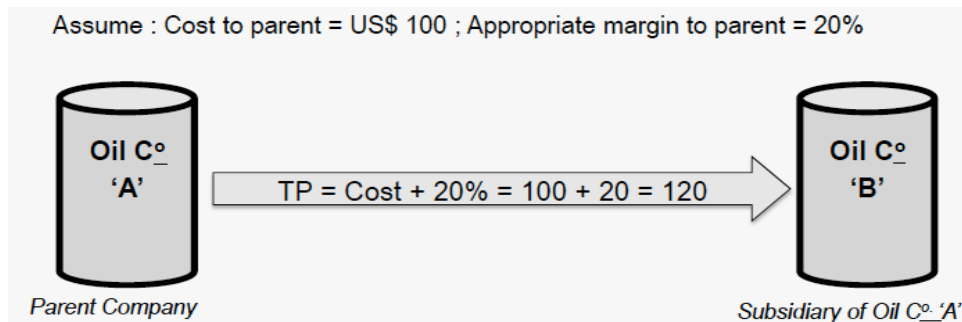 Assume : Cost to parent = US$ 100 ; Appropriate margin to parent = 20%
Oil Cº
‘A’
TP = Cost + 20% = 100 + 20 = 120
Oil Cº
‘B’
Parent Company
Subsidiary of Oil Cº. ‘A’